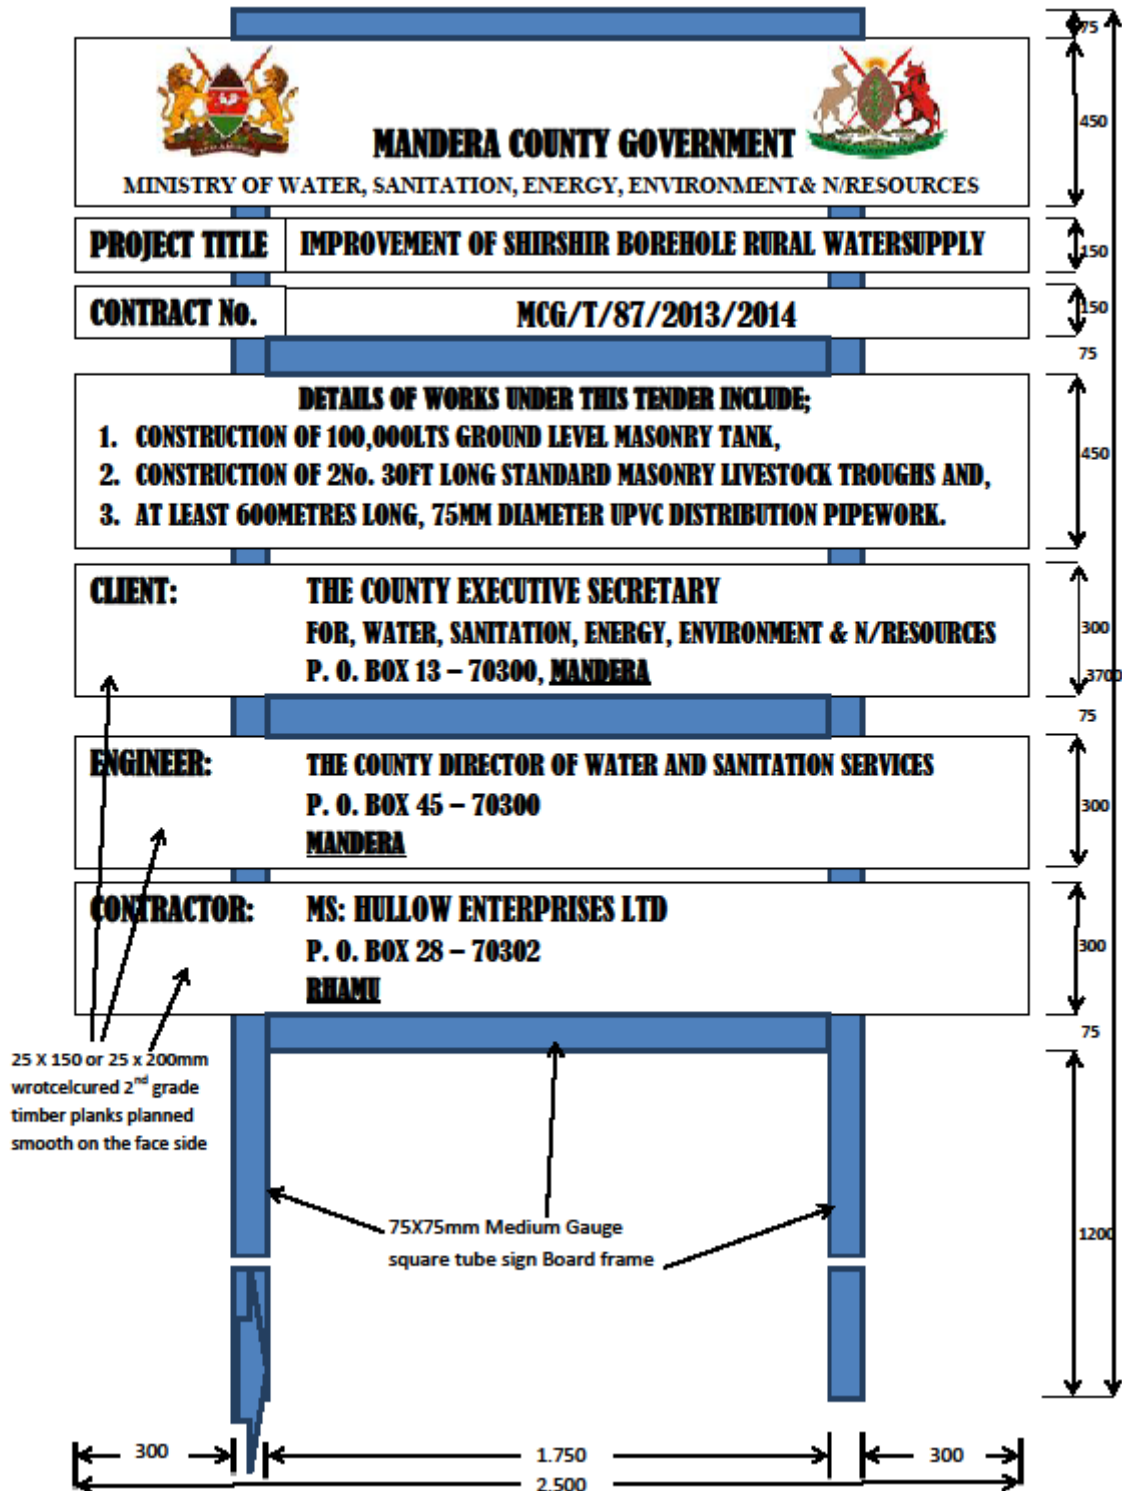 75
MANDERA COUNTY GOVERNMENT
MINISTRY OF WATER, SANITATION, ENERGY, ENVIRONMENT& N/RESOURCES
450
PROJECT TITLE IMPROVEMENT OF SHIRSHIR BOREHOLE RURAL WATERSUPPLY
150
CONTRACT No. MCG/T/87/2013/2014
150
75
DETAILS OF WORKS UNDER THIS TENDER INCLUDE;
1. CONSTRUCTION OF 100,000LTS GROUND LEVEL MASONRY TANK,
2. CONSTRUCTION OF 2No. 30FT LONG STANDARD MASONRY LIVESTOCK TROUGHS AND,
3. AT LEAST 600METRES LONG, 75MM DIAMETER UPVC DISTRIBUTION PIPEWORK.
450
CLIENT: THE COUNTY EXECUTIVE SECRETARY
FOR, WATER, SANITATION, ENERGY, ENVIRONMENT & N/RESOURCES
P. O. BOX 13 – 70300, MANDERA
300
3700
75
ENGINEER: THE COUNTY DIRECTOR OF WATER AND SANITATION SERVICES
P. O. BOX 45 – 70300
MANDERA
300
CONTRACTOR: MS: HULLOW ENTERPRISES LTD
P. O. BOX 28 – 70302
RHAMU
300
75
25 X 150 or 25 x 200mm
wrotcelcured 2nd grade
timber planks planned
smooth on the face side
75X75mm Medium Gauge
square tube sign Board frame
1200
300 1.750 300
2.500